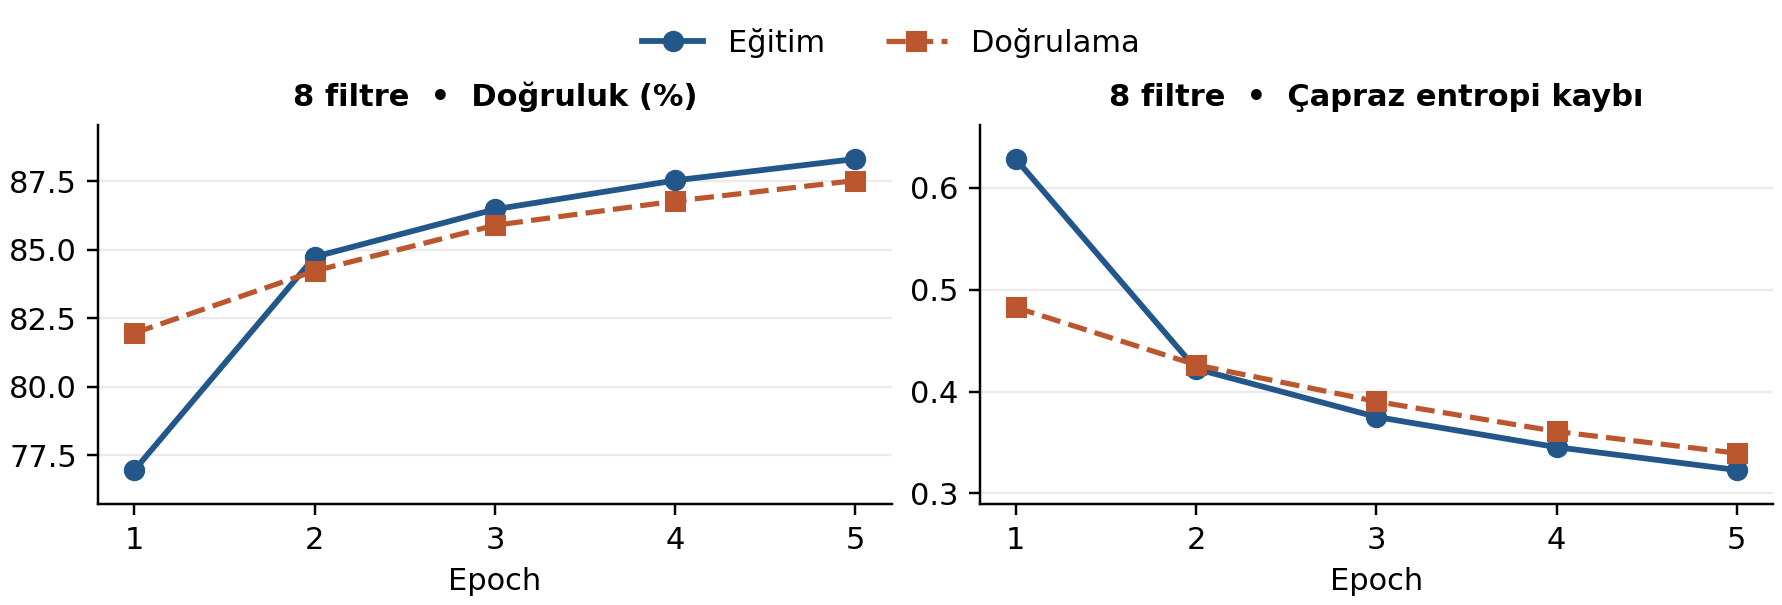 Eğitim Doğrulama
8 filtre • Doğruluk (%)
87.5
85.0
82.5
80.0
77.5
1 2 3 4 5
Epoch
8 filtre • Çapraz entropi kaybı
0.6
0.5
0.4
0.3
1 2 3 4 5
Epoch